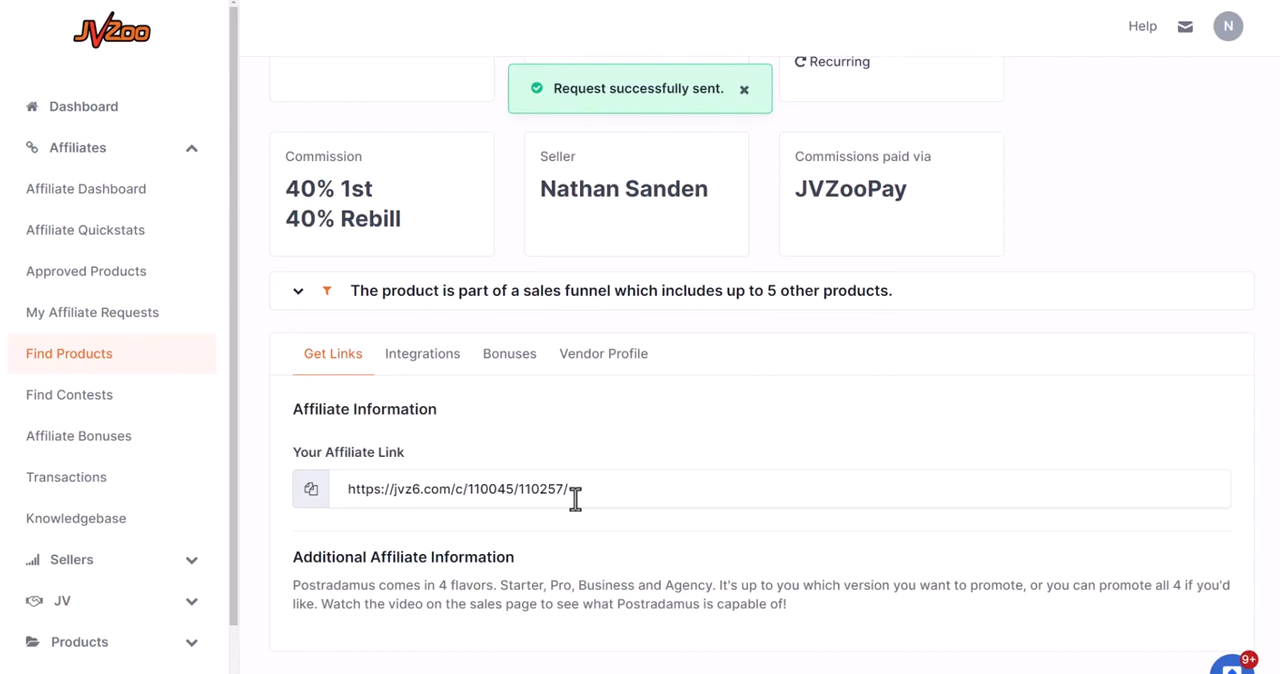 JVZoo
Help
N
Dashboard
Affiliates
Affiliate Dashboard
Affiliate Quickstats
Approved Products
My Affiliate Requests
Find Products
Find Contests
Affiliate Bonuses
Transactions
Knowledgebase
Sellers
JV
Products
Recurring
Request successfully sent.
Commission
40% 1st
40% Rebill
Seller
Nathan Sanden
Commissions paid via
JVZooPay
The product is part of a sales funnel which includes up to 5 other products.
Get Links Integrations Bonuses Vendor Profile
Affiliate Information
Your Affiliate Link
https://jvz6.com/c/110045/110257/
Additional Affiliate Information
Postradamus comes in 4 flavors. Starter, Pro, Business and Agency. It's up to you which version you want to promote, or you can promote all 4 if you'd
like. Watch the video on the sales page to see what Postradamus is capable of!
9+